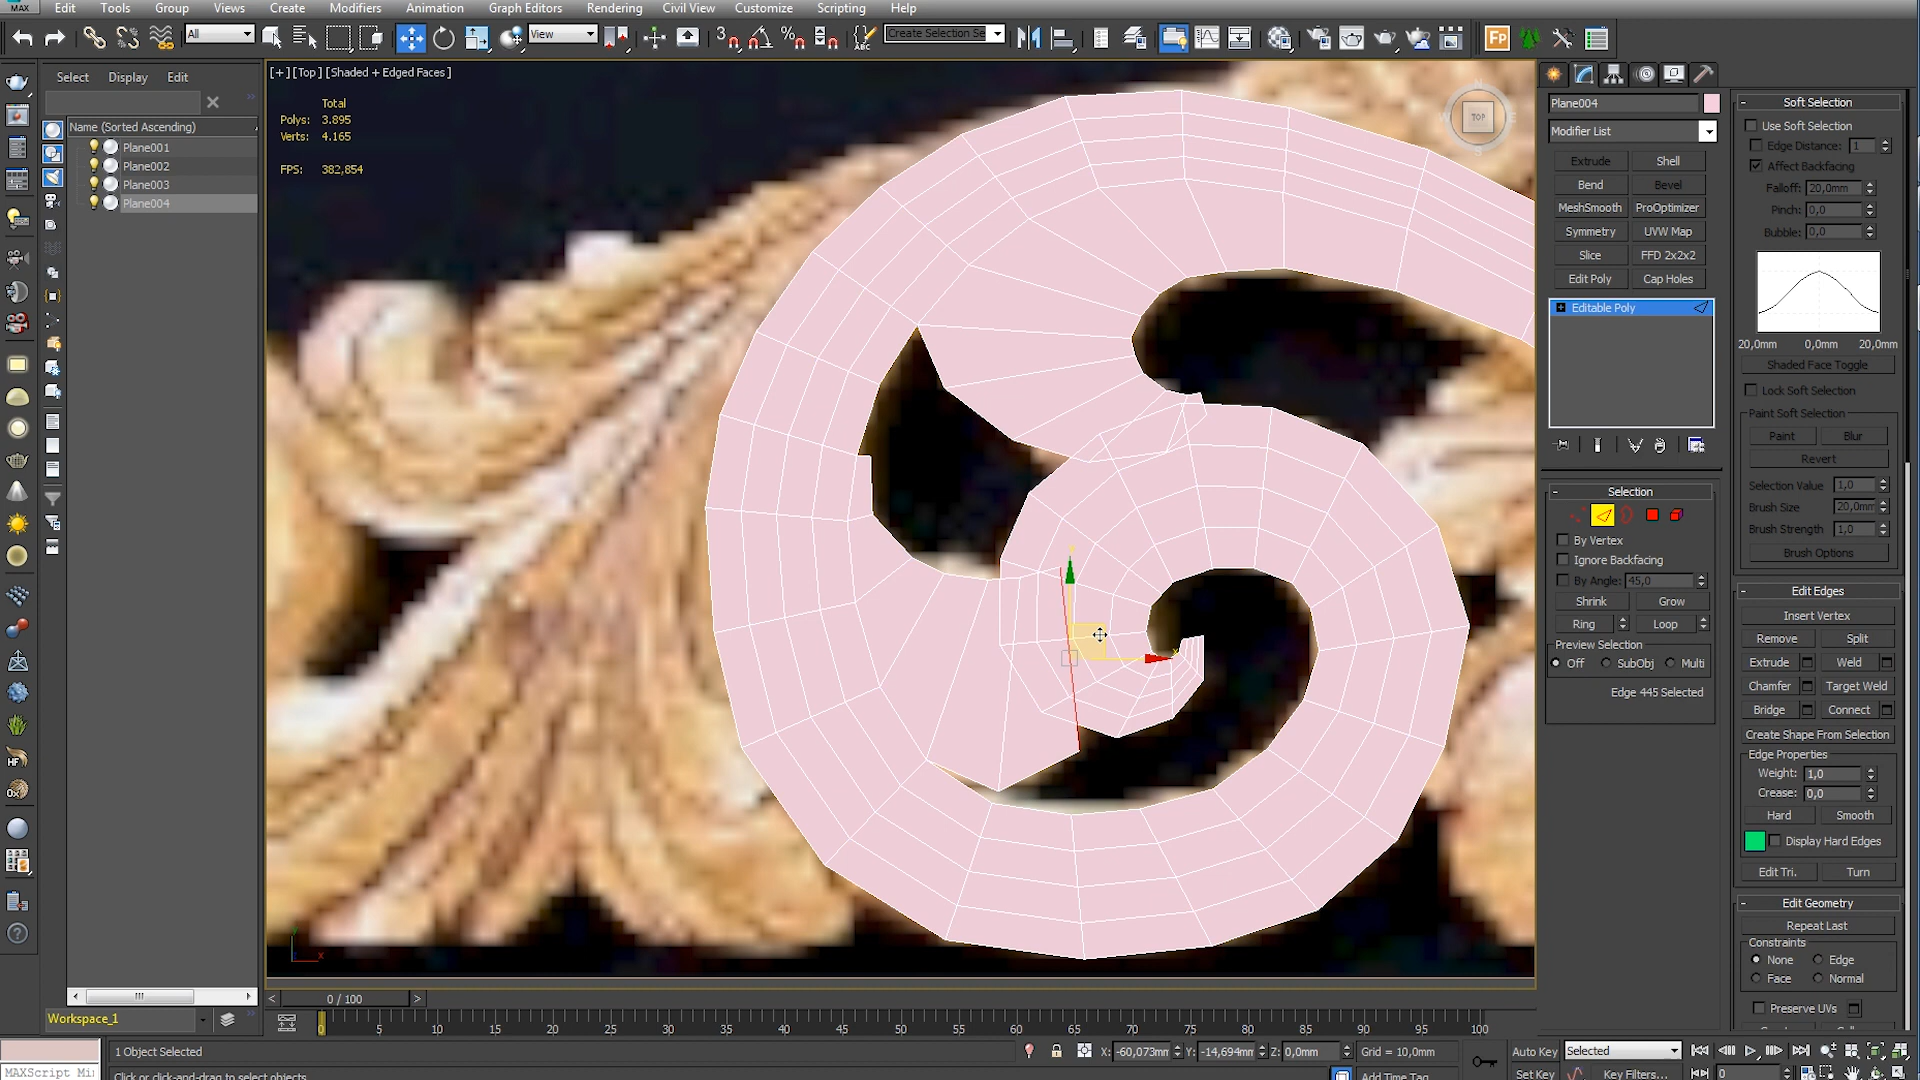 MAX Edit Tools Group Views Create Modifiers Animation Graph Editors Rendering Civil View Customize Scripting Help
All View ABC Create Selection Se Fp
Select Display Edit
Name (Sorted Ascending)
Plane001
Plane002
Plane003
Plane004
[+] [Top] [Shaded + Edged Faces]
Total
Polys: 3.895
Verts: 4.165
FPS: 382,854
TOP
Plane004
Modifier List
Extrude Shell
Bend Bevel
MeshSmooth ProOptimizer
Symmetry UVW Map
Slice FFD 2x2x2
Edit Poly Cap Holes
Editable Poly
Selection
By Vertex
Ignore Backfacing
By Angle: 45,0
Shrink Grow
Ring Loop
Preview Selection
Off SubObj Multi
Edge 445 Selected
Soft Selection
Use Soft Selection
Edge Distance: 1
Affect Backfacing
Falloff: 20,0mm
Pinch: 0,0
Bubble: 0,0
20,0mm 0,0mm 20,0mm
Shaded Face Toggle
Lock Soft Selection
Paint Soft Selection
Paint Blur
Revert
Selection Value 1,0
Brush Size 20,0mm
Brush Strength 1,0
Brush Options
Edit Edges
Insert Vertex
Remove Split
Extrude Weld
Chamfer Target Weld
Bridge Connect
Create Shape From Selection
Edge Properties
Weight: 1,0
Crease: 0,0
Hard Smooth
Display Hard Edges
Edit Tri. Turn
Edit Geometry
Repeat Last
Constraints
None Edge
Face Normal
Preserve UVs
HF
OX
x
0 / 100
Workspace_1
0 5 10 15 20 25 30 35 40 45 50 55 60 65 70 75 80 85 90 95 100
1 Object Selected X: -60,073mm Y: -14,694mm Z: 0,0mm Grid = 10,0mm Auto Key Selected
MAXScript Mi Click or click-and-drag to select objects Add Time Tag Set Key Key Filters... 0